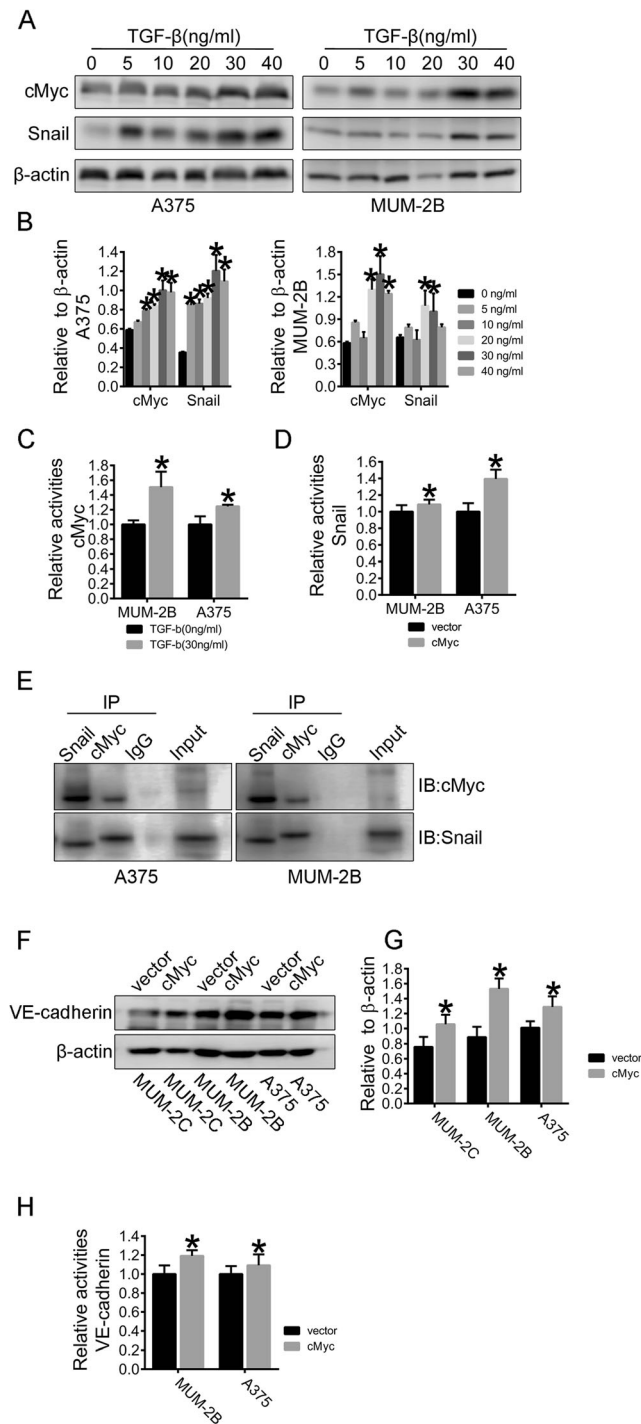 A
TGF-β(ng/ml) TGF-β(ng/ml)
0 5 10 20 30 40 0 5 10 20 30 40
cMyc
Snail
β-actin
A375 MUM-2B
B
Relative to β-actin
A375
1.4
1.2
1.0
0.8
0.6
0.4
0.2
0.0
* * * * * * * * *
cMyc Snail
Relative to β-actin
MUM-2B
1.8
1.5
1.2
0.9
0.6
0.3
0.0
* * * * *
cMyc Snail
0 ng/ml
5 ng/ml
10 ng/ml
20 ng/ml
30 ng/ml
40 ng/ml
C
Relative activities
cMyc
1.8
1.6
1.4
1.2
1.0
0.8
0.6
0.4
0.2
0.0
* *
MUM-2B A375
TGF-b(0ng/ml)
TGF-b(30ng/ml)
D
Relative activities
Snail
1.6
1.4
1.2
1.0
0.8
0.6
0.4
0.2
0.0
* *
MUM-2B A375
vector
cMyc
E
IP IP
Snail cMyc IgG Input Snail cMyc IgG Input
IB:cMyc
IB:Snail
A375 MUM-2B
F
vector cMyc vector cMyc vector cMyc
VE-cadherin
β-actin
MUM-2C MUM-2C MUM-2B MUM-2B A375 A375
G
Relative to β-actin
1.8
1.6
1.4
1.2
1.0
0.8
0.6
0.4
0.2
0.0
* * *
MUM-2C MUM-2B A375
vector
cMyc
H
Relative activities
VE-cadherin
1.4
1.2
1.0
0.8
0.6
0.4
0.2
0.0
* *
MUM-2B A375
vector
cMyc